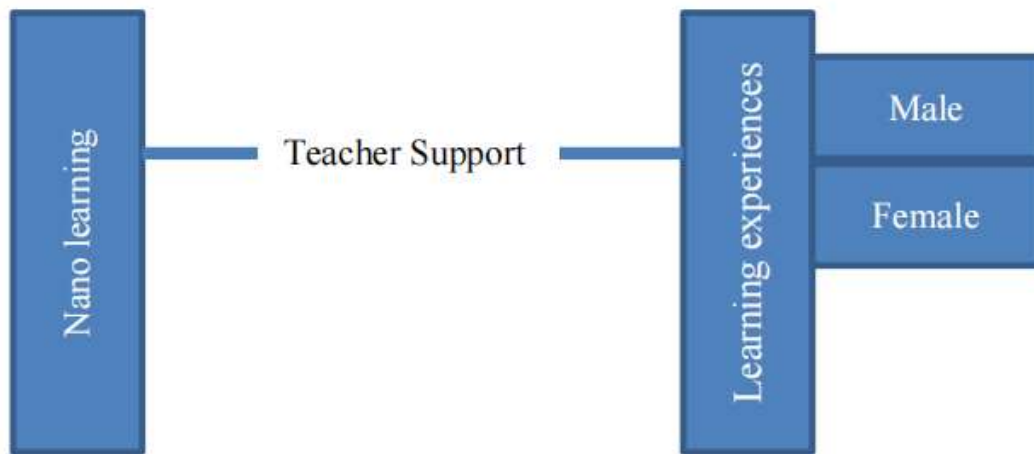 Nano learning
Teacher Support
Learning experiences
Male
Female